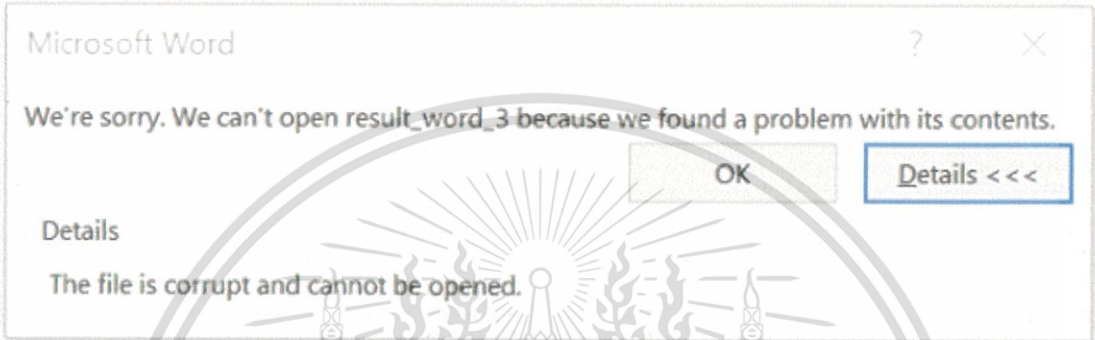 Microsoft Word
We're sorry. We can't open result_word_3 because we found a problem with its contents.
OK Details <<<
Details
The file is corrupt and cannot be opened.